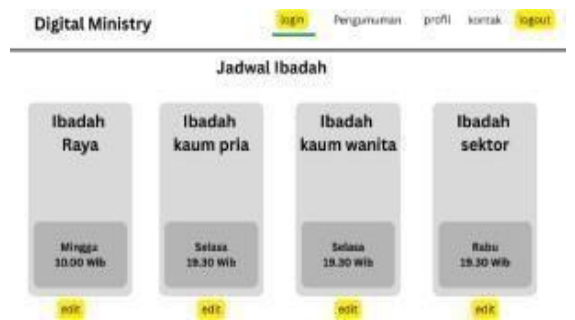 Digital Ministry login Pengumuman profil kontak logout
Jadwal Ibadah
Ibadah Raya
Ibadah kaum pria
Ibadah kaum wanita
Ibadah sektor
Minggu
10.00 Wib
Selasa
19.30 Wib
Selasa
19.30 Wib
Rabu
19.30 Wib
edit edit edit edit